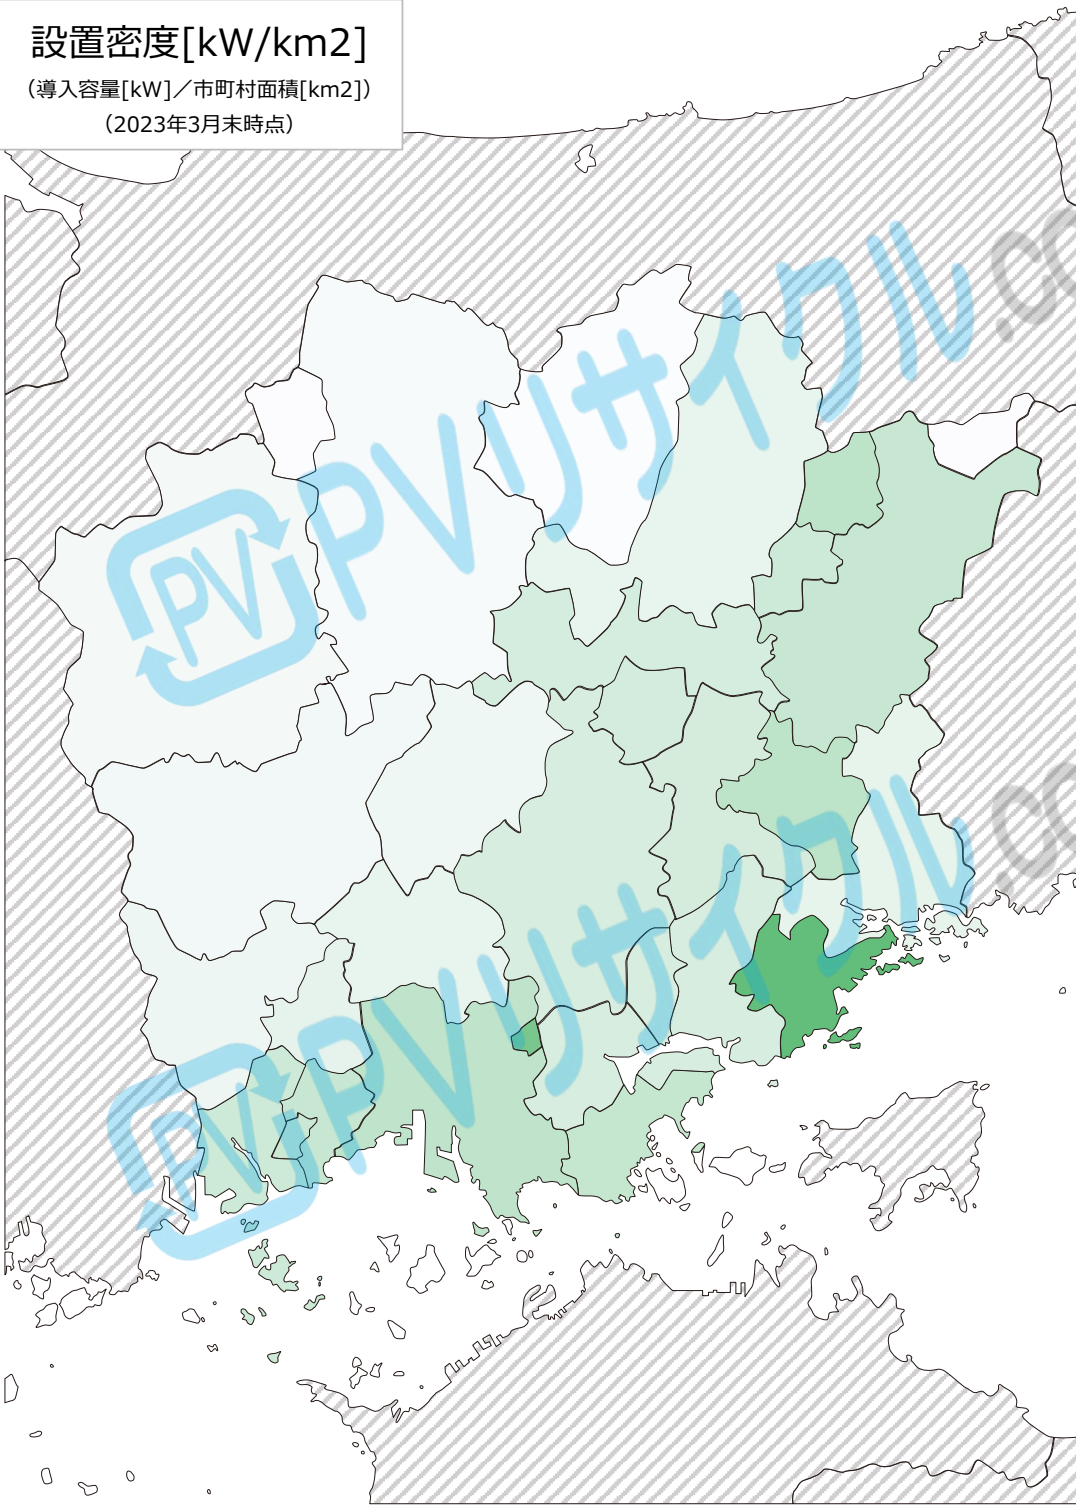 設置密度[kW/km2]
（導入容量[kW]／市町村面積[km2]）
（2023年3月末時点）
PV PVリサイクル.co
PV PVリサイクル.co